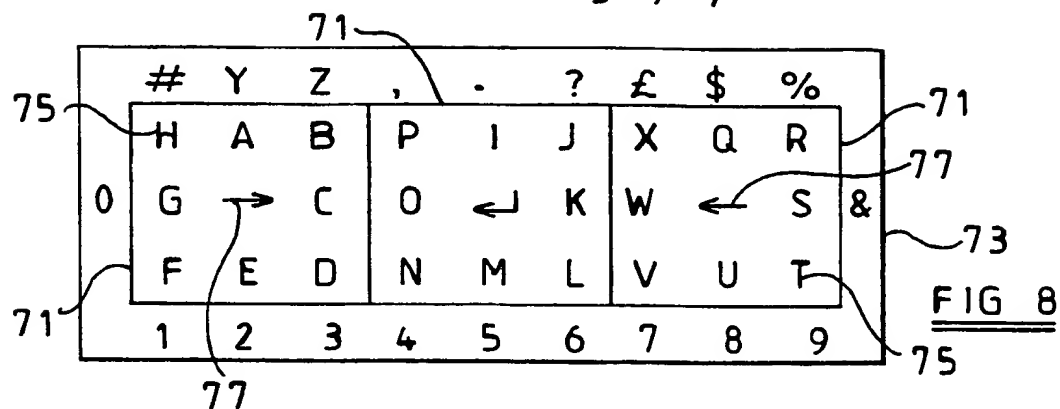 71
# Y Z , . ? £ $ %
75 H A B P I J X Q R 71
0 G → C O ↵ K W ← S & 77
73
F E D N M L V U T
71 FIG 8
1 2 3 4 5 6 7 8 9 75
77